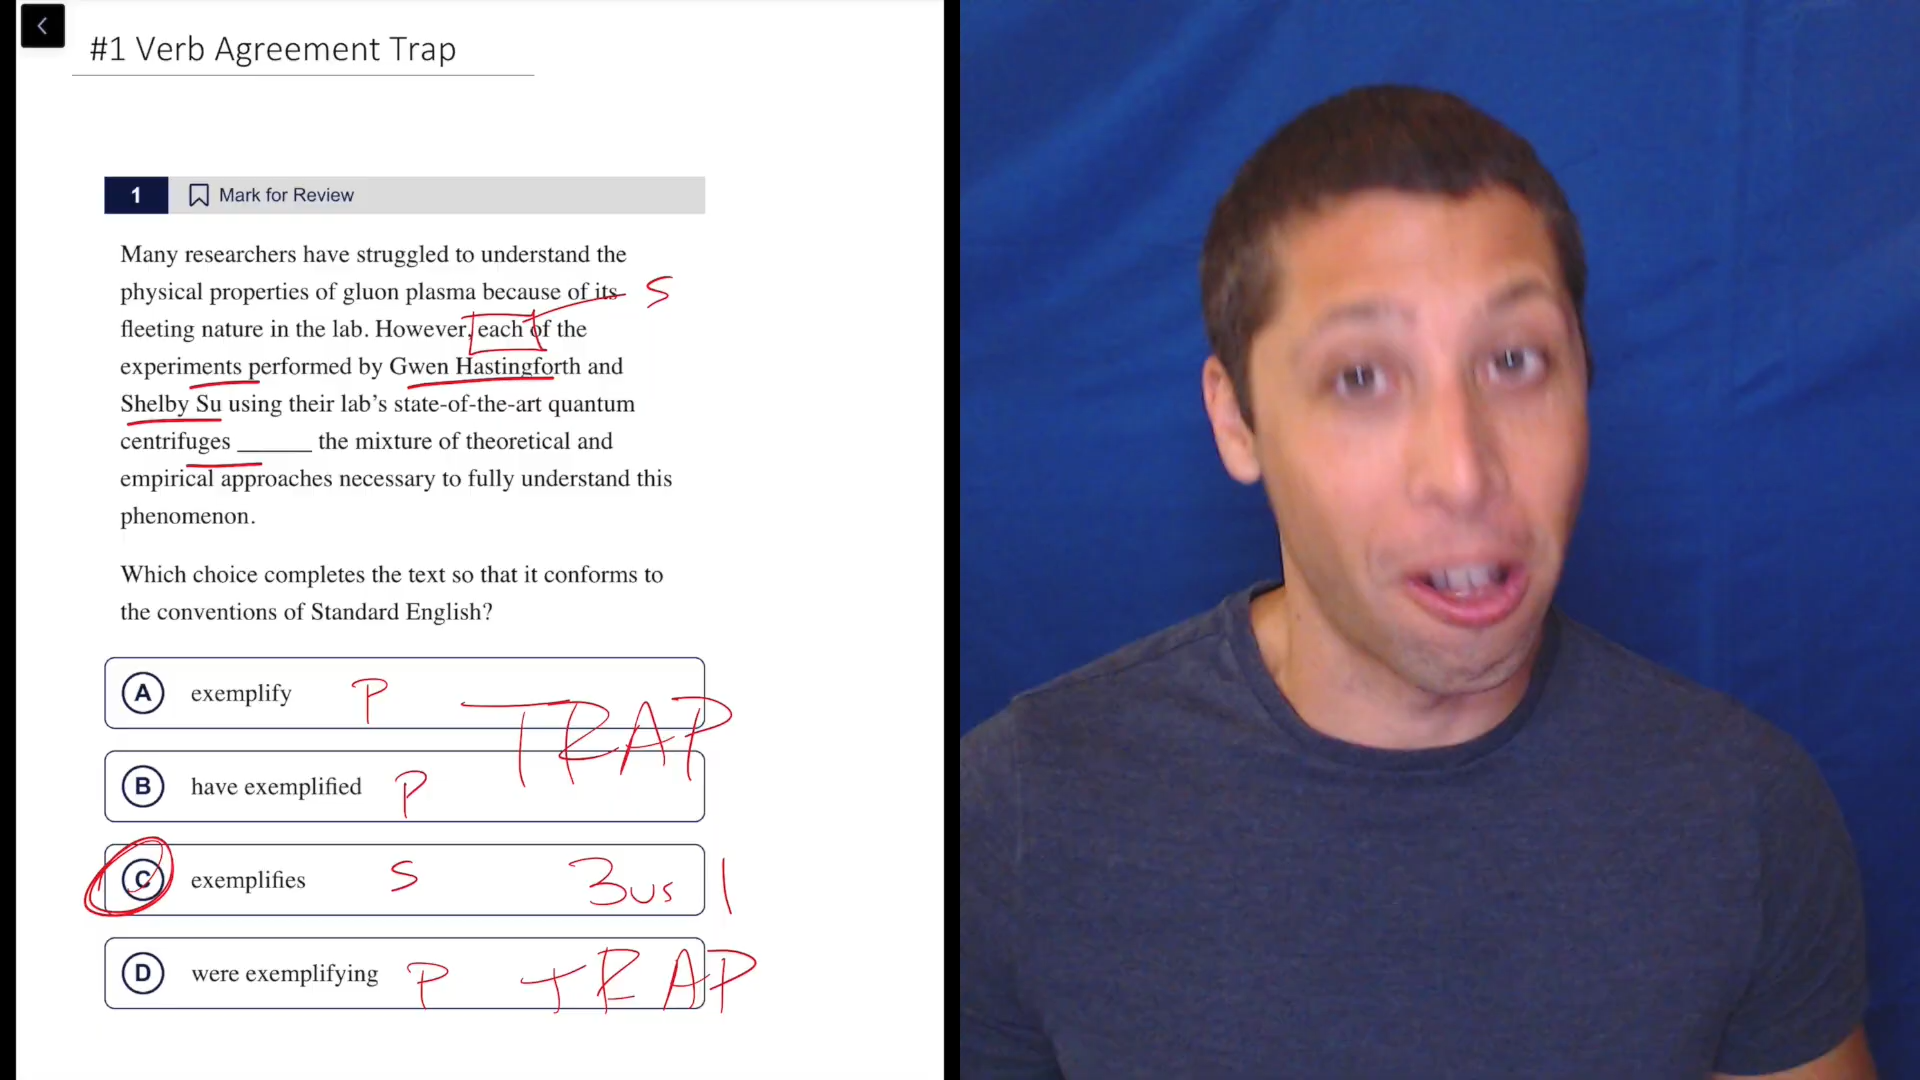 #1 Verb Agreement Trap
1 Mark for Review
Many researchers have struggled to understand the
physical properties of gluon plasma because of its S
fleeting nature in the lab. However, each of the
experiments performed by Gwen Hastingforth and
Shelby Su using their lab's state-of-the-art quantum
centrifuges ______ the mixture of theoretical and
empirical approaches necessary to fully understand this
phenomenon.
Which choice completes the text so that it conforms to
the conventions of Standard English?
A exemplify P TRAP
B have exemplified P
C exemplifies S 3 vs 1
D were exemplifying P TRAP